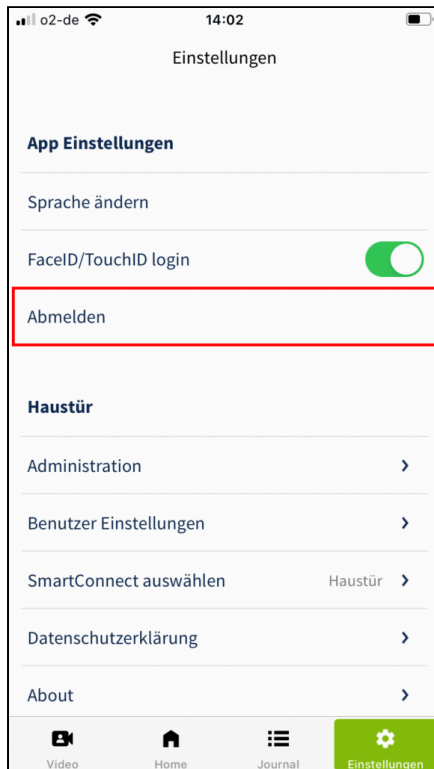 o2-de 14:02
Einstellungen
App Einstellungen
Sprache ändern
FaceID/TouchID login
Abmelden
Haustür
Administration
Benutzer Einstellungen
SmartConnect auswählen Haustür
Datenschutzerklärung
About
Video Home Journal Einstellungen